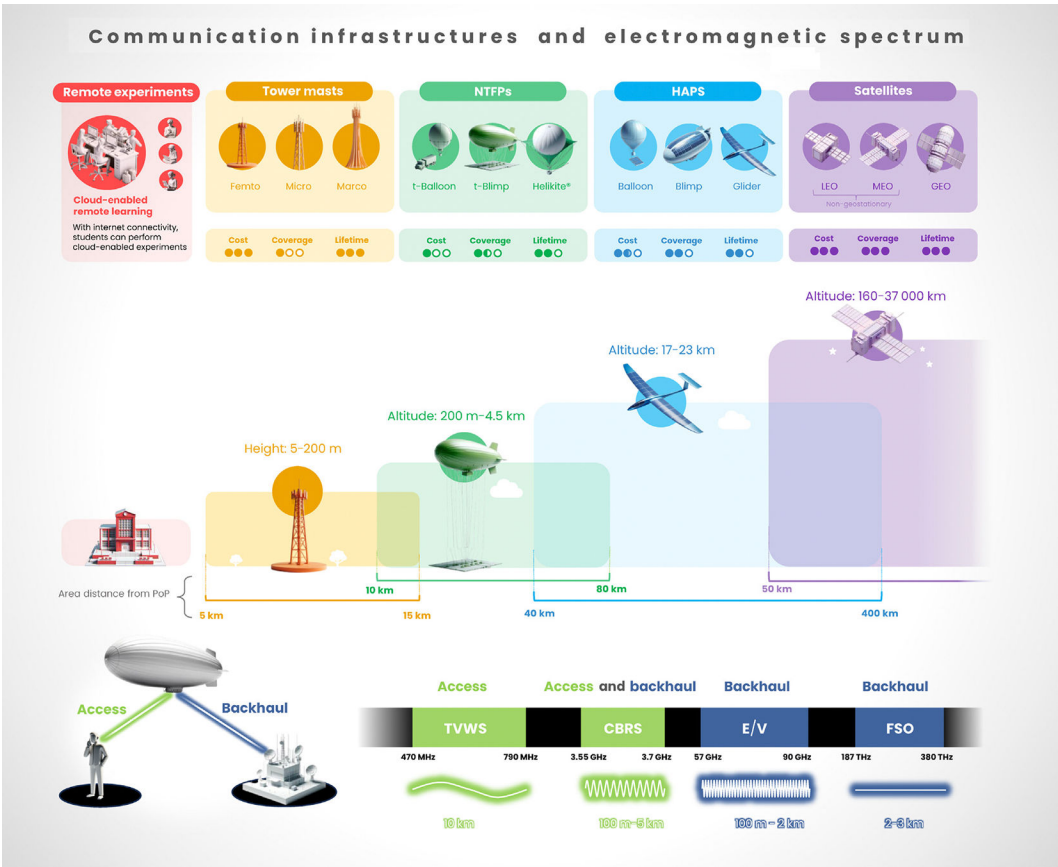 Communication infrastructures and electromagnetic spectrum
Remote experiments
Cloud-enabled
remote learning
With internet connectivity,
students can perform
cloud-enabled experiments
Tower masts
Femto Micro Marco
Cost Coverage Lifetime
NTFPs
t-Balloon t-Blimp Helikite®
Cost Coverage Lifetime
HAPS
Balloon Blimp Glider
Cost Coverage Lifetime
Satellites
LEO MEO GEO
Non-geostationary
Cost Coverage Lifetime
Altitude: 160-37 000 km
Altitude: 17-23 km
Altitude: 200 m-4.5 km
Height: 5-200 m
Area distance from PoP
10 km 80 km 50 km
5 km 15 km 40 km 400 km
Access
Backhaul
Access Access and backhaul Backhaul Backhaul
TVWS CBRS E/V FSO
470 MHz 790 MHz 3.55 GHz 3.7 GHz 57 GHz 90 GHz 187 THz 380 THz
10 km 100 m-5 km 100 m - 2 km 2-3 km